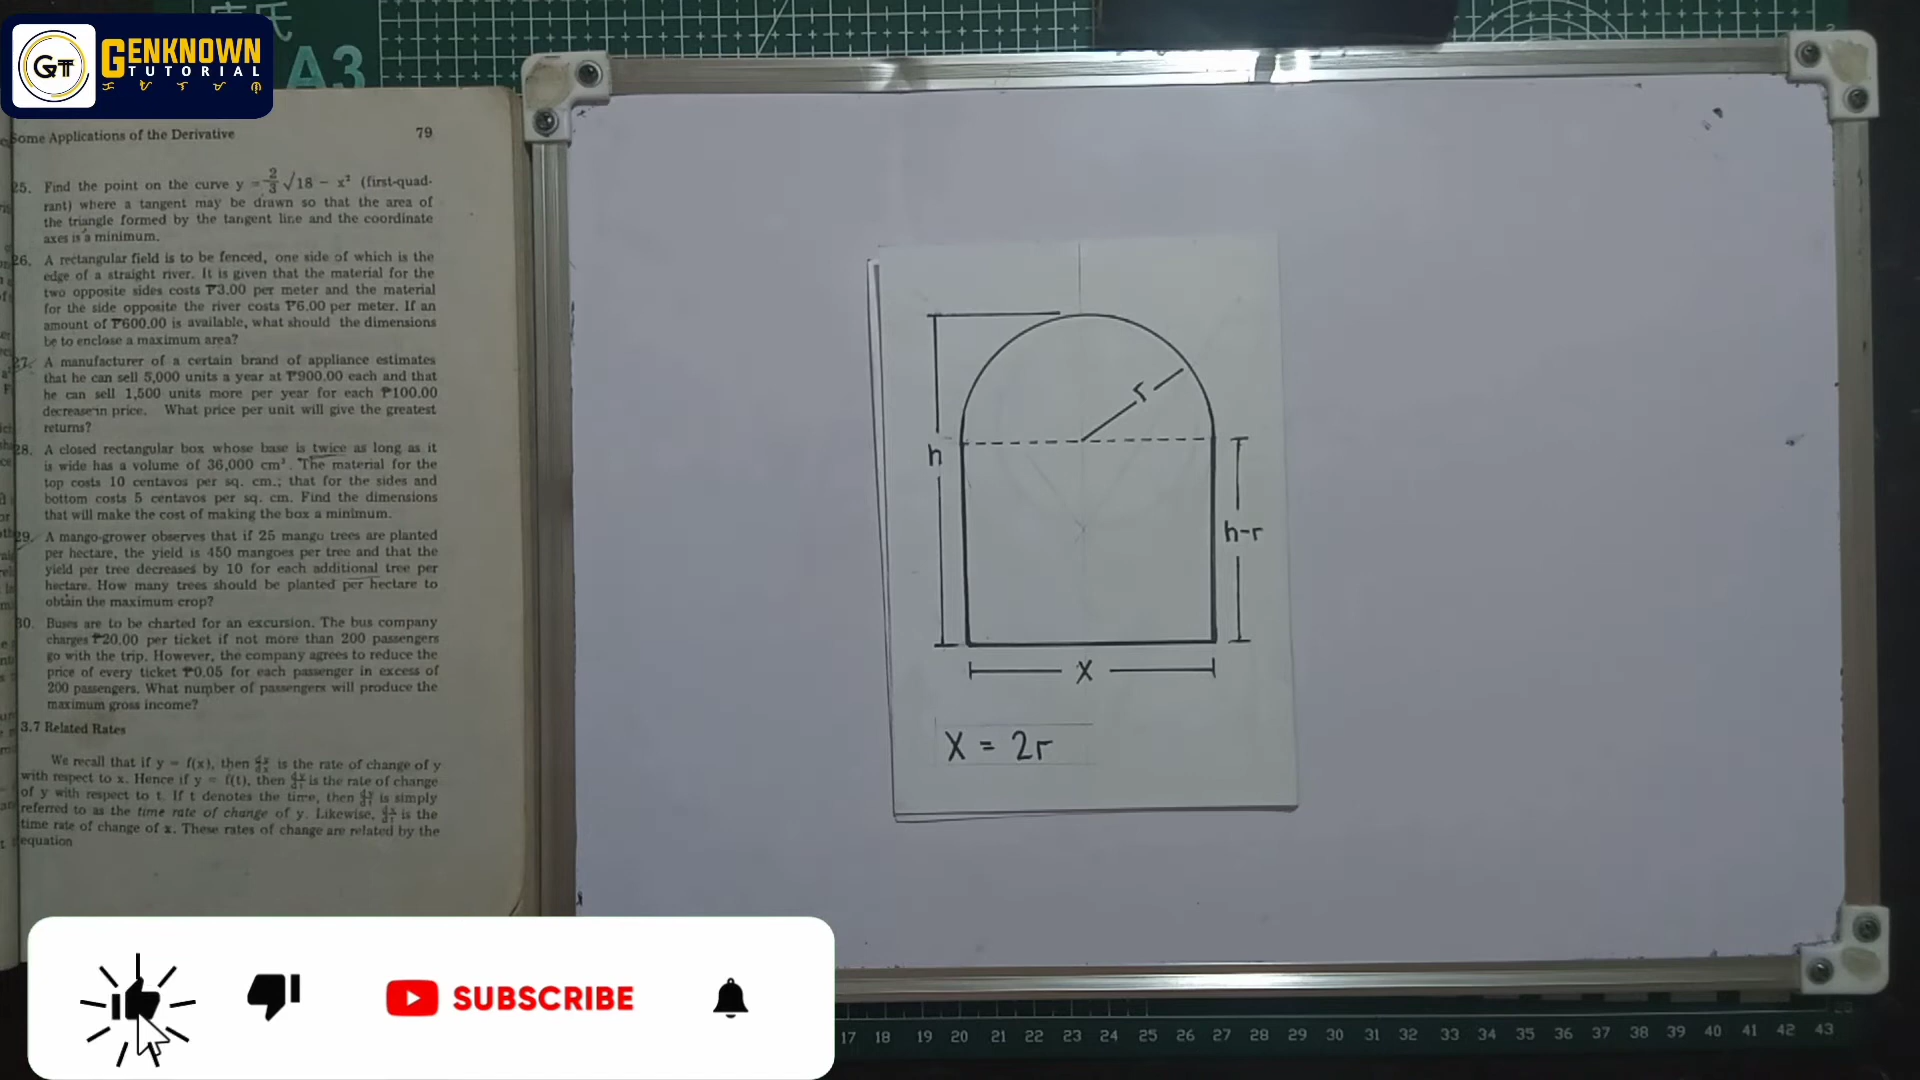 GENKNOWN
TUTORIAL
GT
A3
Some Applications of the Derivative 79
25. Find the point on the curve y = 2/3 √18 − x² (first-quad-
rant) where a tangent may be drawn so that the area of
the triangle formed by the tangent line and the coordinate
axes is a minimum.
26. A rectangular field is to be fenced, one side of which is the
edge of a straight river. It is given that the material for the
two opposite sides costs ₱3.00 per meter and the material
for the side opposite the river costs ₱6.00 per meter. If an
amount of ₱600.00 is available, what should the dimensions
be to enclose a maximum area?
27. A manufacturer of a certain brand of appliance estimates
that he can sell 5,000 units a year at ₱900.00 each and that
he can sell 1,500 units more per year for each ₱100.00
decrease in price. What price per unit will give the greatest
returns?
28. A closed rectangular box whose base is twice as long as it
is wide has a volume of 36,000 cm³. The material for the
top costs 10 centavos per sq. cm.; that for the sides and
bottom costs 5 centavos per sq. cm. Find the dimensions
that will make the cost of making the box a minimum.
29. A mango-grower observes that if 25 mango trees are planted
per hectare, the yield is 450 mangoes per tree and that the
yield per tree decreases by 10 for each additional tree per
hectare. How many trees should be planted per hectare to
obtain the maximum crop?
30. Buses are to be charted for an excursion. The bus company
charges ₱20.00 per ticket if not more than 200 passengers
go with the trip. However, the company agrees to reduce the
price of every ticket ₱0.05 for each passenger in excess of
200 passengers. What number of passengers will produce the
maximum gross income?
3.7 Related Rates
We recall that if y = f(x), then dy/dx is the rate of change of y
with respect to x. Hence if y = f(t), then dy/dt is the rate of change
of y with respect to t. If t denotes the time, then dy/dt is simply
referred to as the time rate of change of y. Likewise, dx/dt is the
time rate of change of x. These rates of change are related by the
equation
r
h
h-r
X
X = 2r
SUBSCRIBE
17 18 19 20 21 22 23 24 25 26 27 28 29 30 31 32 33 34 35 36 37 38 39 40 41 42 43